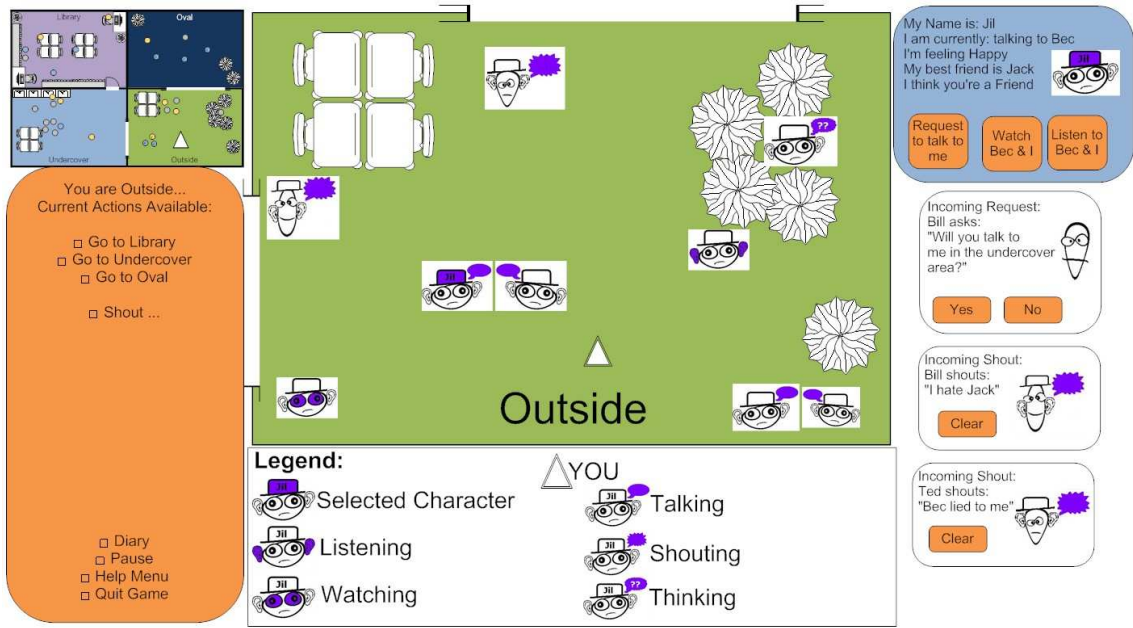 Library
Oval
Undercover
Outside
You are Outside...
Current Actions Available:
Go to Library
Go to Undercover
Go to Oval
Shout ...
Diary
Pause
Help Menu
Quit Game
??
Jil
Outside
Legend:
YOU
Jil
Selected Character
Jil
Talking
Jil
Listening
Jil
Shouting
Jil
Watching
??
Jil
Thinking
My Name is: Jil
I am currently: talking to Bec
I'm feeling Happy
My best friend is Jack
I think you're a Friend
Jil
Request
to talk to
me
Watch
Bec & I
Listen to
Bec & I
Incoming Request:
Bill asks:
"Will you talk to
me in the undercover
area?"
Yes
No
Incoming Shout:
Bill shouts:
"I hate Jack"
Clear
Incoming Shout:
Ted shouts:
"Bec lied to me"
Clear